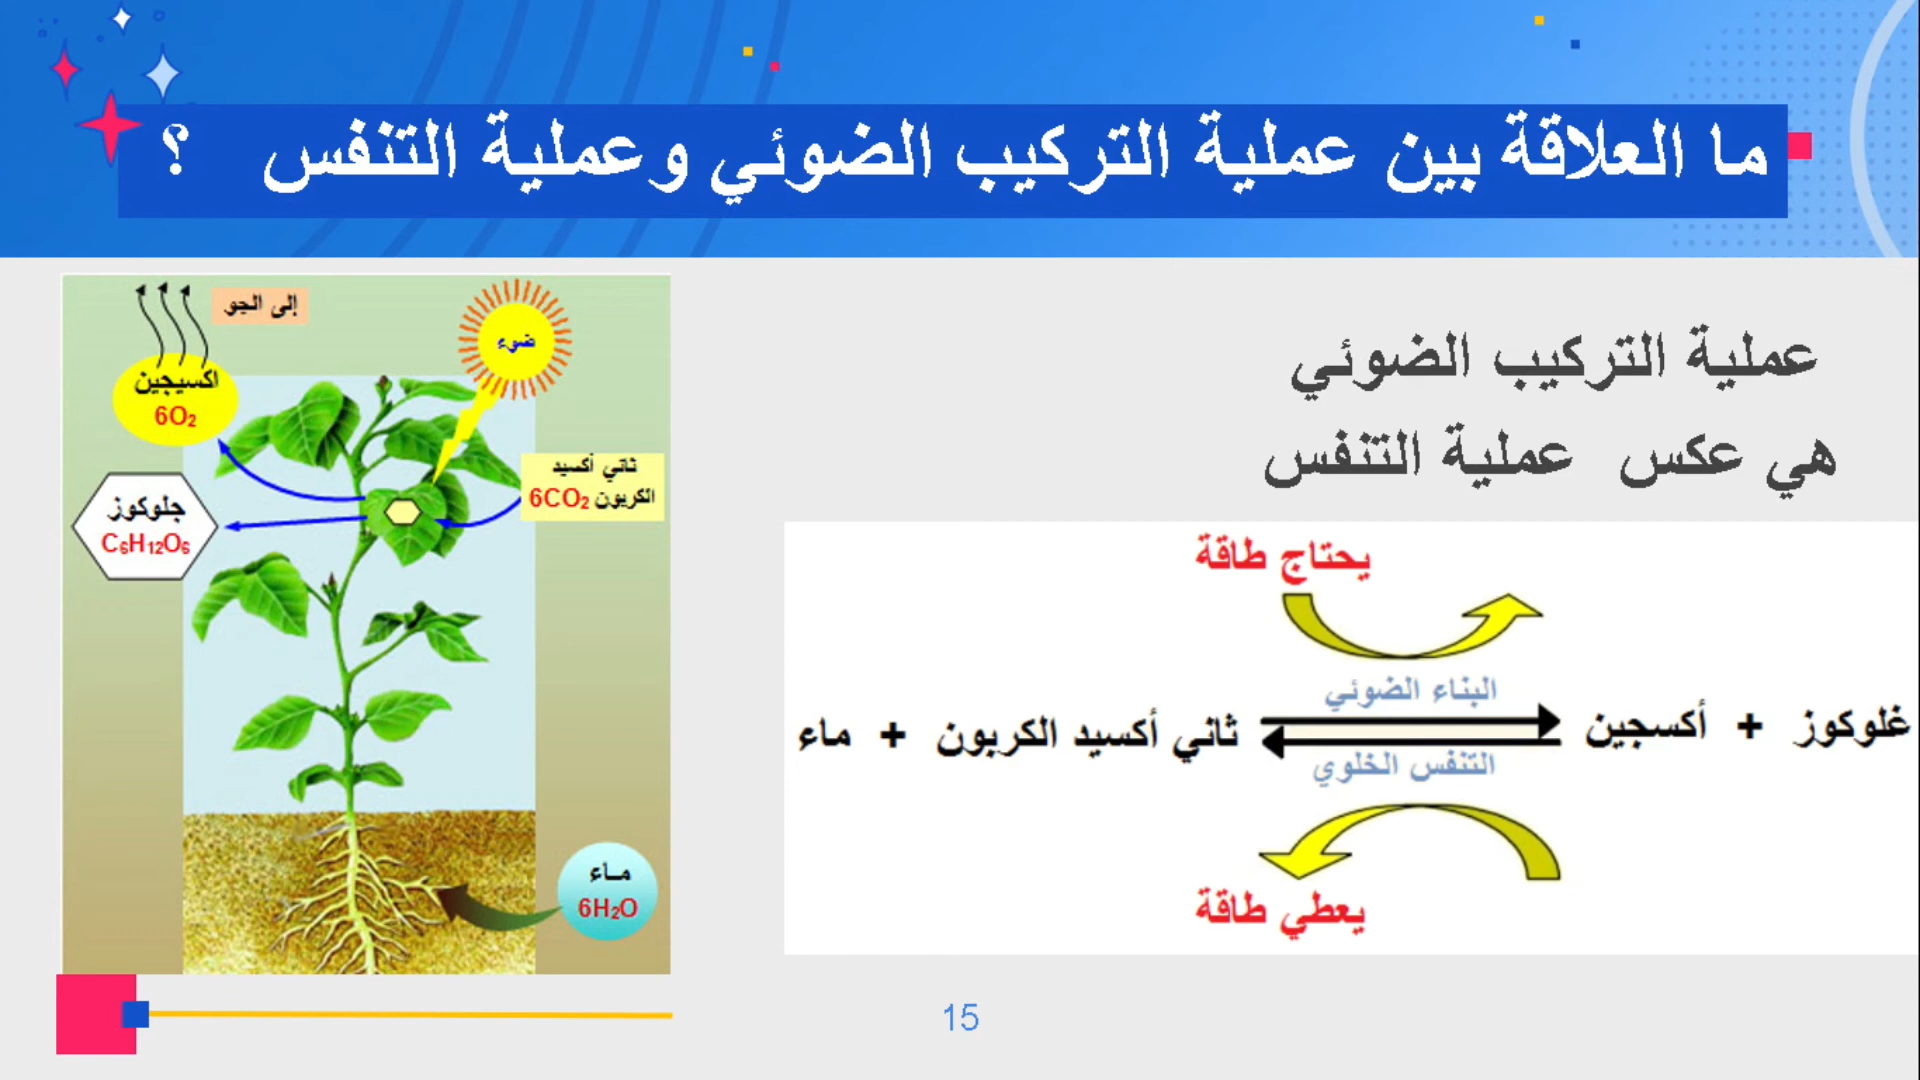 ما العلاقة بين عملية التركيب الضوئي وعملية التنفس ؟
عملية التركيب الضوئي
هي عكس عملية التنفس
إلى الجو
ضوء
اكسيجين
6O₂
ثاني أكسيد
الكربون 6CO₂
جلوكوز
C₆H₁₂O₆
مـاء
6H₂O
يحتاج طاقة
البناء الضوئي
غلوكوز + أكسجين
ثاني أكسيد الكربون + ماء
التنفس الخلوي
يعطي طاقة
15